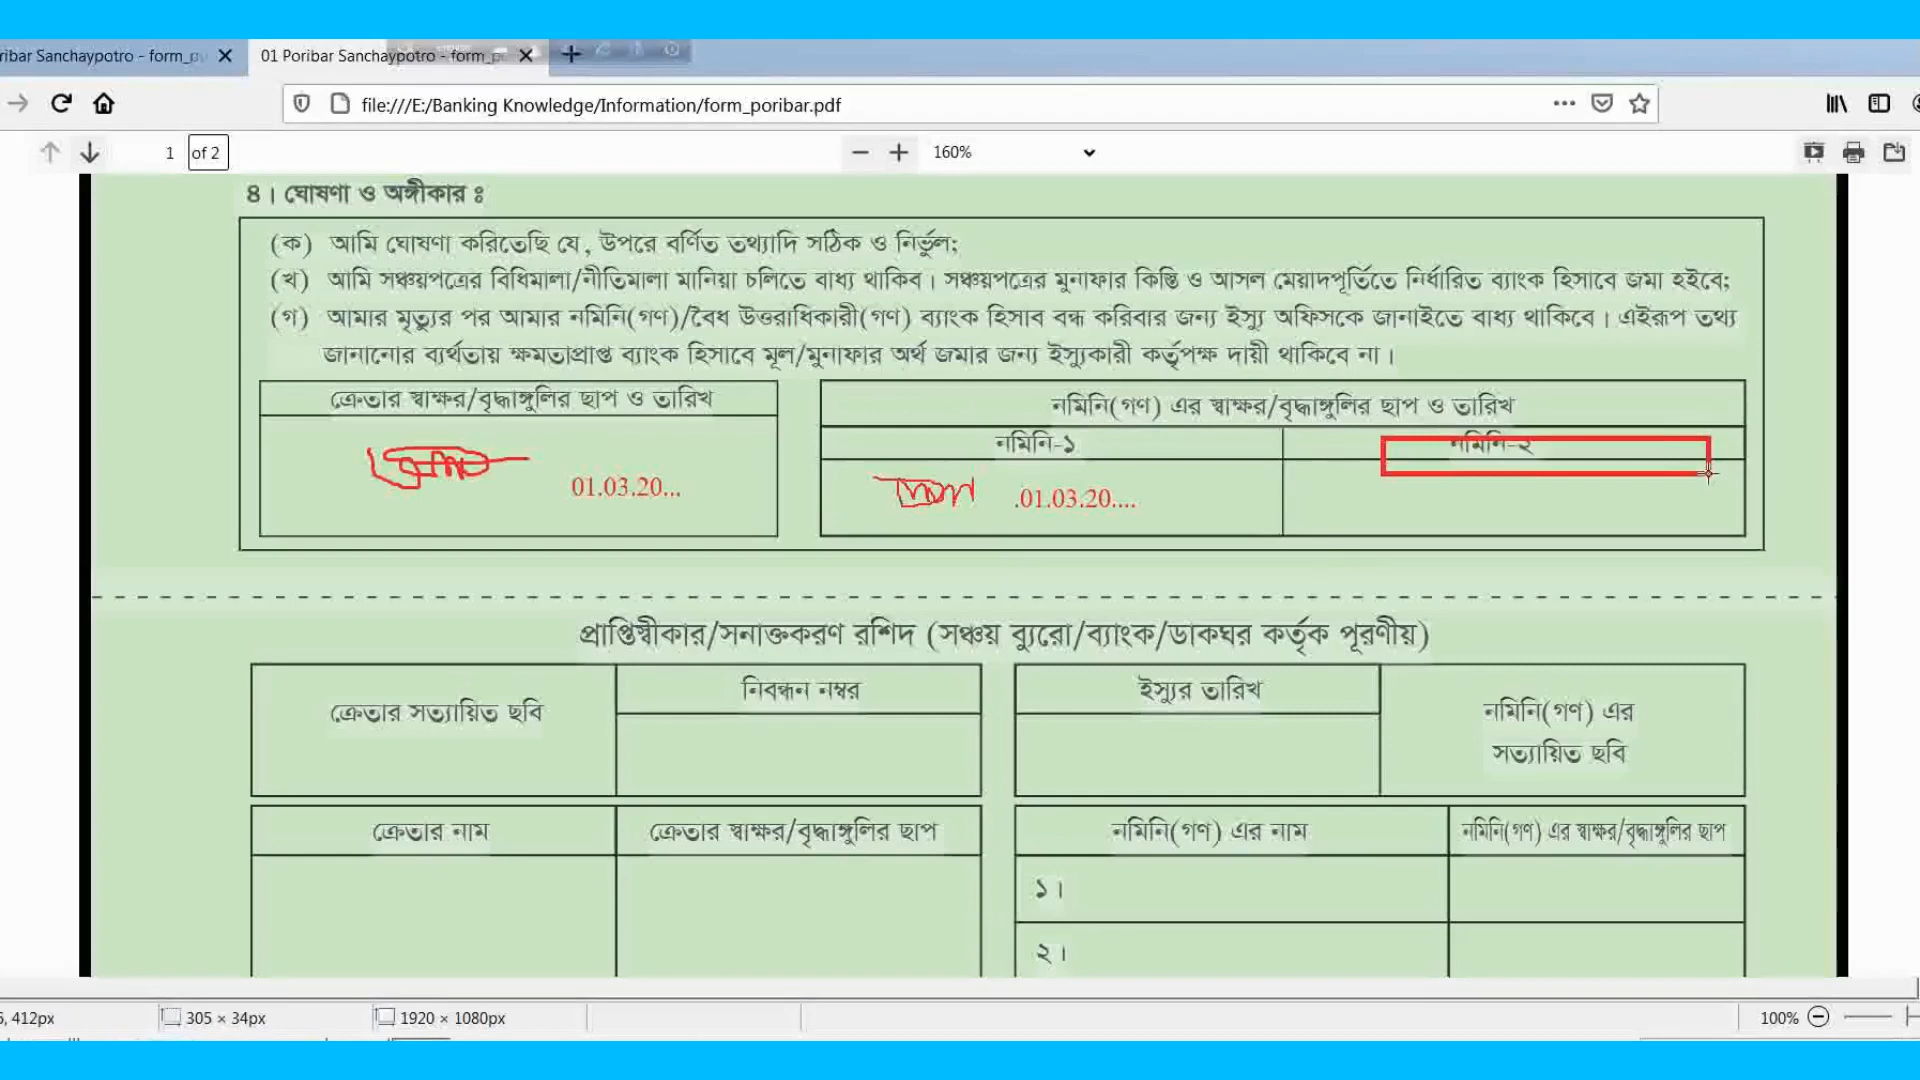 ribar Sanchaypotro - form_p
01 Poribar Sanchaypotro - form_p
file:///E:/Banking Knowledge/Information/form_poribar.pdf
1 of 2
160%
৪। ঘোষণা ও অঙ্গীকার ঃ
(ক) আমি ঘোষণা করিতেছি যে, উপরে বর্ণিত তথ্যাদি সঠিক ও নির্ভুল;
(খ) আমি সঞ্চয়পত্রের বিধিমালা/নীতিমালা মানিয়া চলিতে বাধ্য থাকিব। সঞ্চয়পত্রের মুনাফার কিস্তি ও আসল মেয়াদপূর্তিতে নির্ধারিত ব্যাংক হিসাবে জমা হইবে;
(গ) আমার মৃত্যুর পর আমার নমিনি(গণ)/বৈধ উত্তরাধিকারী(গণ) ব্যাংক হিসাব বন্ধ করিবার জন্য ইস্যু অফিসকে জানাইতে বাধ্য থাকিবে। এইরূপ তথ্য
জানানোর ব্যর্থতায় ক্ষমতাপ্রাপ্ত ব্যাংক হিসাবে মূল/মুনাফার অর্থ জমার জন্য ইস্যুকারী কর্তৃপক্ষ দায়ী থাকিবে না।
ক্রেতার স্বাক্ষর/বৃদ্ধাঙ্গুলির ছাপ ও তারিখ
নমিনি(গণ) এর স্বাক্ষর/বৃদ্ধাঙ্গুলির ছাপ ও তারিখ
নমিনি-১
নমিনি-২
01.03.20...
.01.03.20....
প্রাপ্তিস্বীকার/সনাক্তকরণ রশিদ (সঞ্চয় ব্যুরো/ব্যাংক/ডাকঘর কর্তৃক পূরণীয়)
ক্রেতার সত্যায়িত ছবি
নিবন্ধন নম্বর
ইস্যুর তারিখ
নমিনি(গণ) এর
সত্যায়িত ছবি
ক্রেতার নাম
ক্রেতার স্বাক্ষর/বৃদ্ধাঙ্গুলির ছাপ
নমিনি(গণ) এর নাম
নমিনি(গণ) এর স্বাক্ষর/বৃদ্ধাঙ্গুলির ছাপ
১।
২।
, 412px
305 × 34px
1920 × 1080px
100%